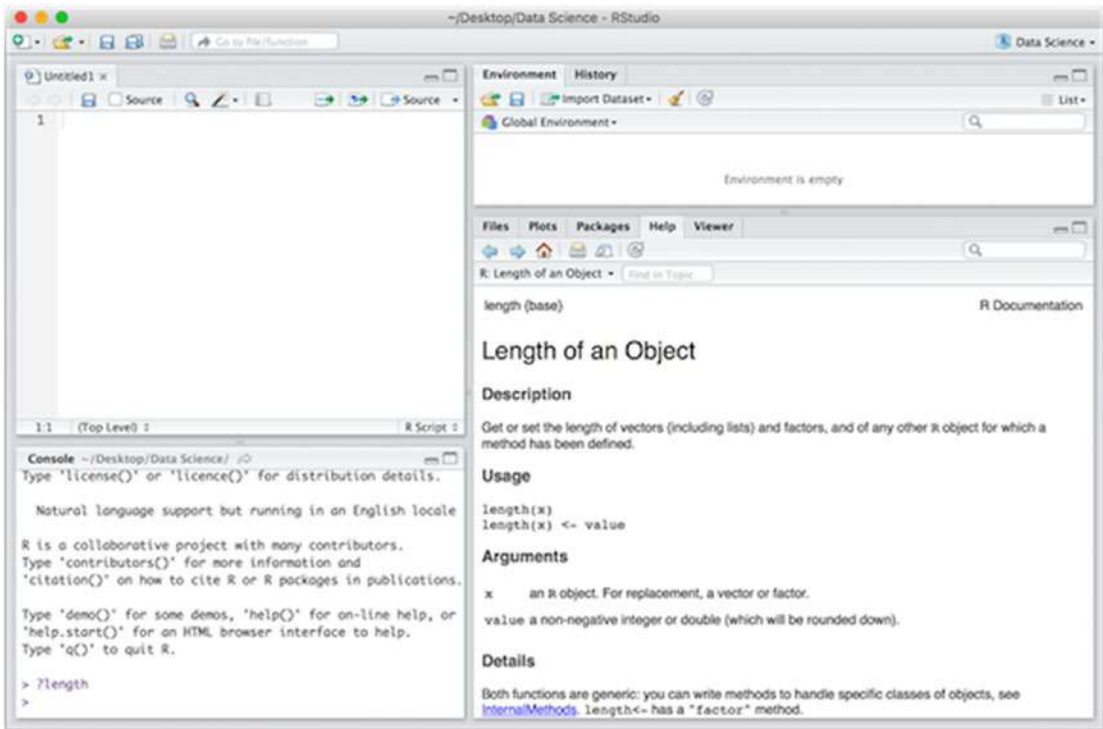 ~/Desktop/Data Science - RStudio
Go to file/function
Data Science
Untitled1
Source
Source
1
1:1 (Top Level)
R Script
Console ~/Desktop/Data Science/
Type 'license()' or 'licence()' for distribution details.
Natural language support but running in an English locale
R is a collaborative project with many contributors.
Type 'contributors()' for more information and
'citation()' on how to cite R or R packages in publications.
Type 'demo()' for some demos, 'help()' for on-line help, or
'help.start()' for an HTML browser interface to help.
Type 'q()' to quit R.
> ?length
>
Environment History
Import Dataset
List
Global Environment
Environment is empty
Files Plots Packages Help Viewer
R: Length of an Object
Find in Topic
length {base}
R Documentation
Length of an Object
Description
Get or set the length of vectors (including lists) and factors, and of any other R object for which a
method has been defined.
Usage
length(x)
length(x) <- value
Arguments
x an R object. For replacement, a vector or factor.
value a non-negative integer or double (which will be rounded down).
Details
Both functions are generic: you can write methods to handle specific classes of objects, see
InternalMethods. length<- has a "factor" method.